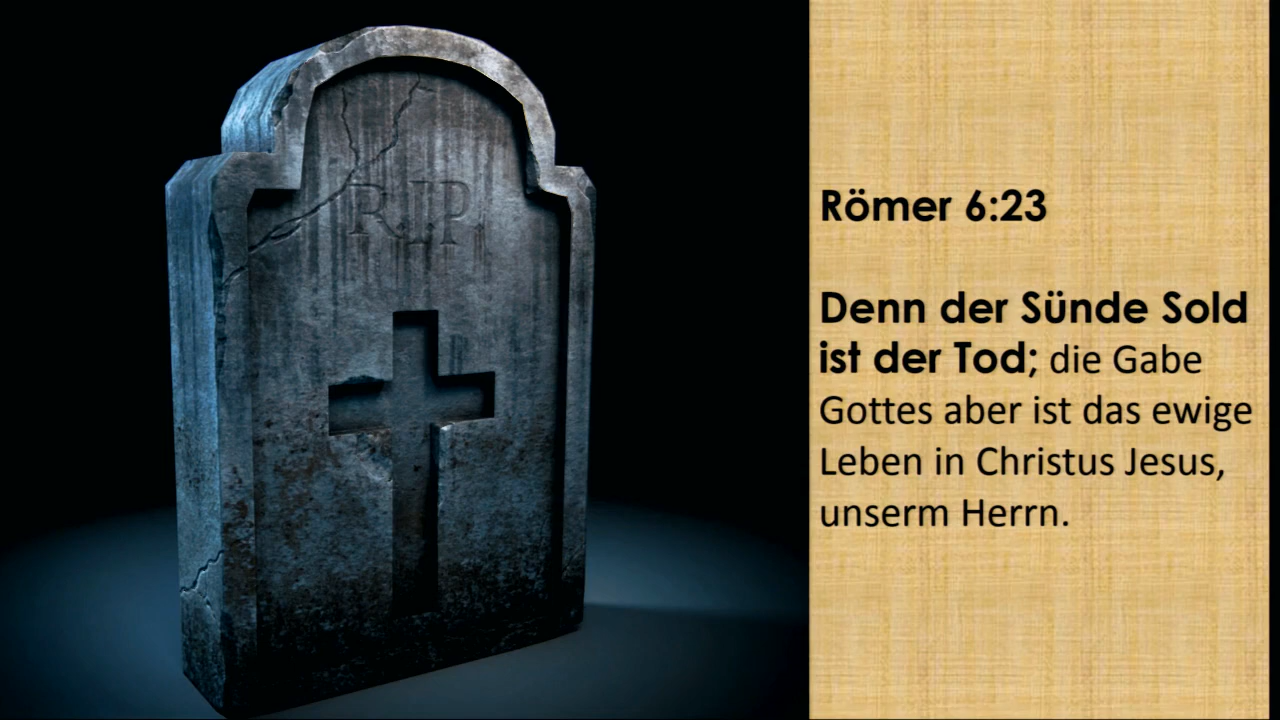 R.I.P.
Römer 6:23
Denn der Sünde Sold
ist der Tod; die Gabe
Gottes aber ist das ewige
Leben in Christus Jesus,
unserm Herrn.